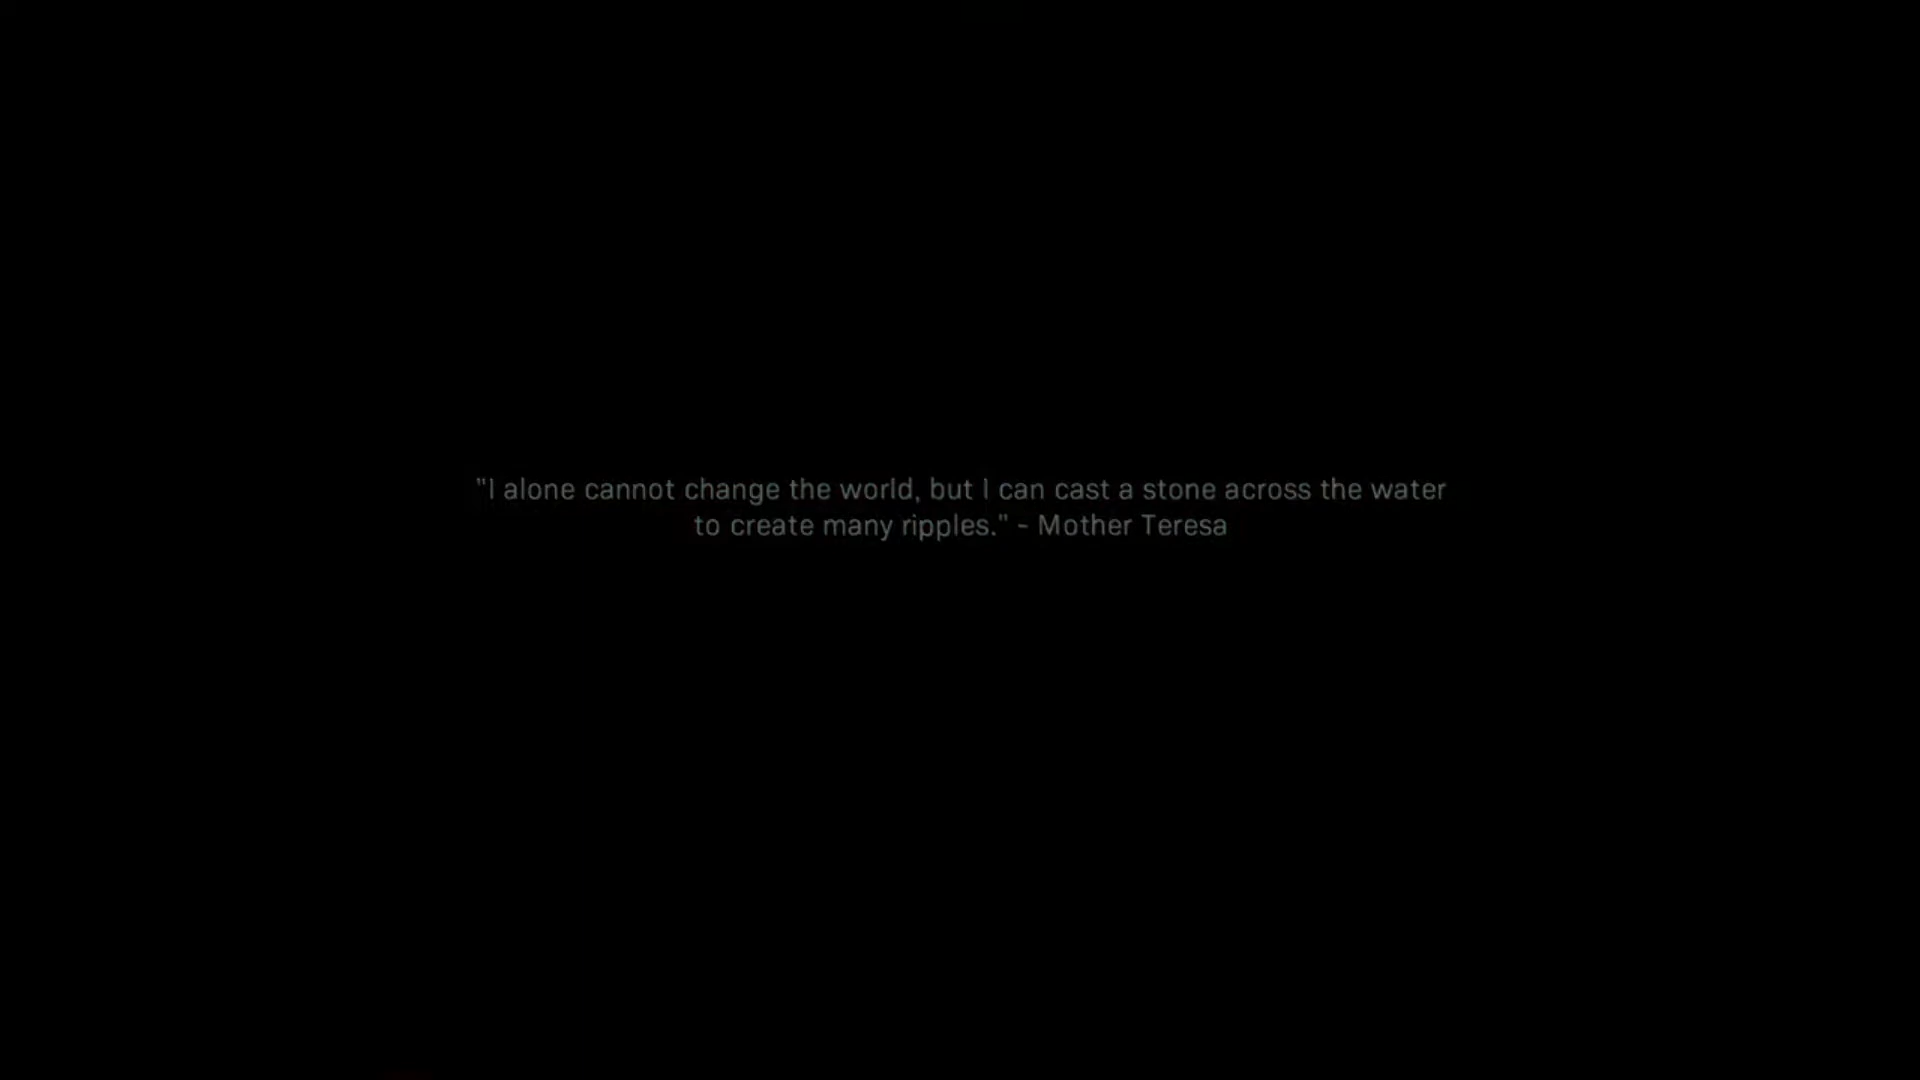 "I alone cannot change the world, but I can cast a stone across the water
to create many ripples." - Mother Teresa